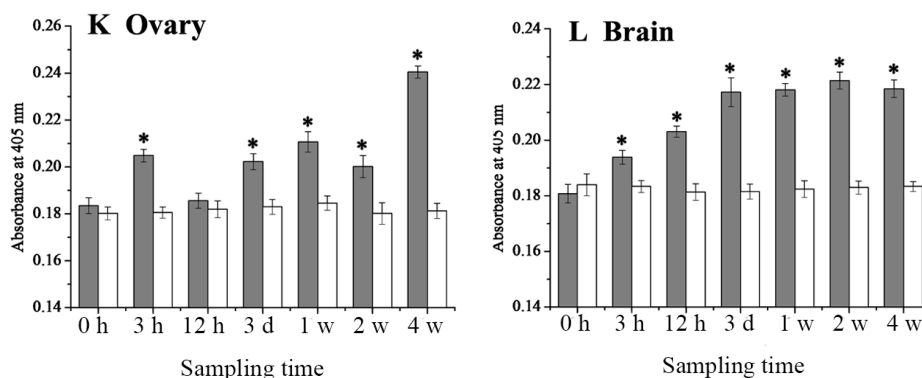 K Ovary
Absorbance at 405 nm
0.26
0.24
0.22
0.20
0.18
0.16
0.14
* * * * *
0 h 3 h 12 h 3 d 1 w 2 w 4 w
Sampling time
L Brain
Absorbance at 405 nm
0.24
0.22
0.20
0.18
0.16
0.14
* * * * * *
0 h 3 h 12 h 3 d 1 w 2 w 4 w
Sampling time